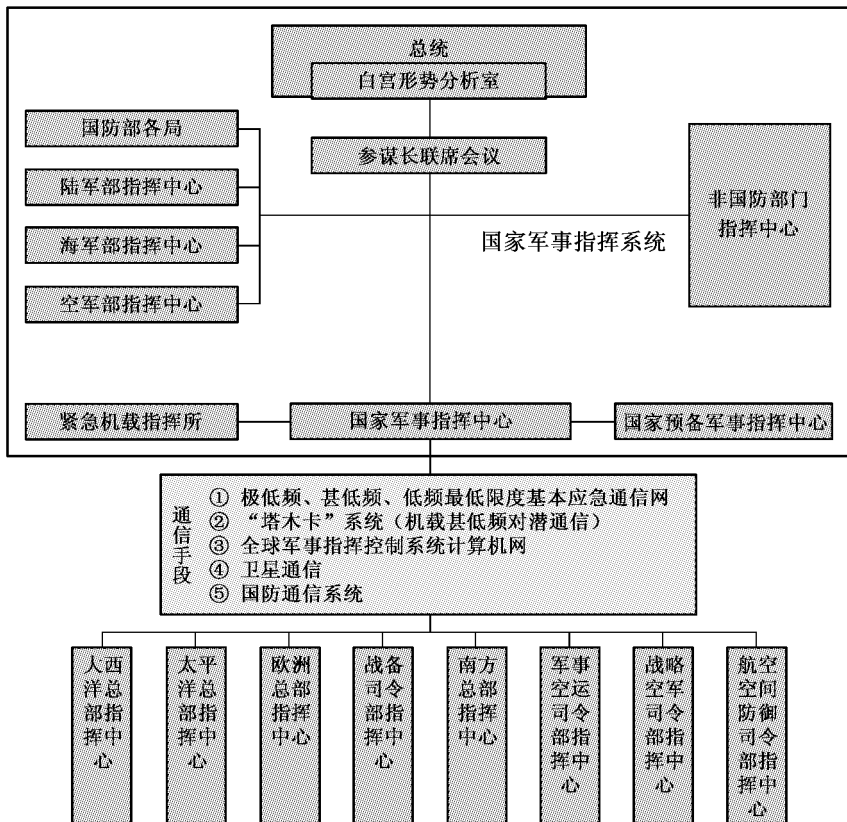 总统
白宫形势分析室
国防部各局
参谋长联席会议
陆军部指挥中心
海军部指挥中心
空军部指挥中心
非国防部门
指挥中心
国家军事指挥系统
紧急机载指挥所
国家军事指挥中心
国家预备军事指挥中心
通信手段
① 极低频、甚低频、低频最低限度基本应急通信网
② “塔木卡”系统（机载甚低频对潜通信）
③ 全球军事指挥控制系统计算机网
④ 卫星通信
⑤ 国防通信系统
人西
洋总
部指
挥中
心
太平
洋总
部指
挥中
心
欧洲
总部
指挥
中心
战备
司令
部指
挥中
心
南方
总部
指挥
中心
军事
空运
司令
部指
挥中
心
战略
空军
司令
部指
挥中
心
航空
空间
防御
司令
部指
挥中
心